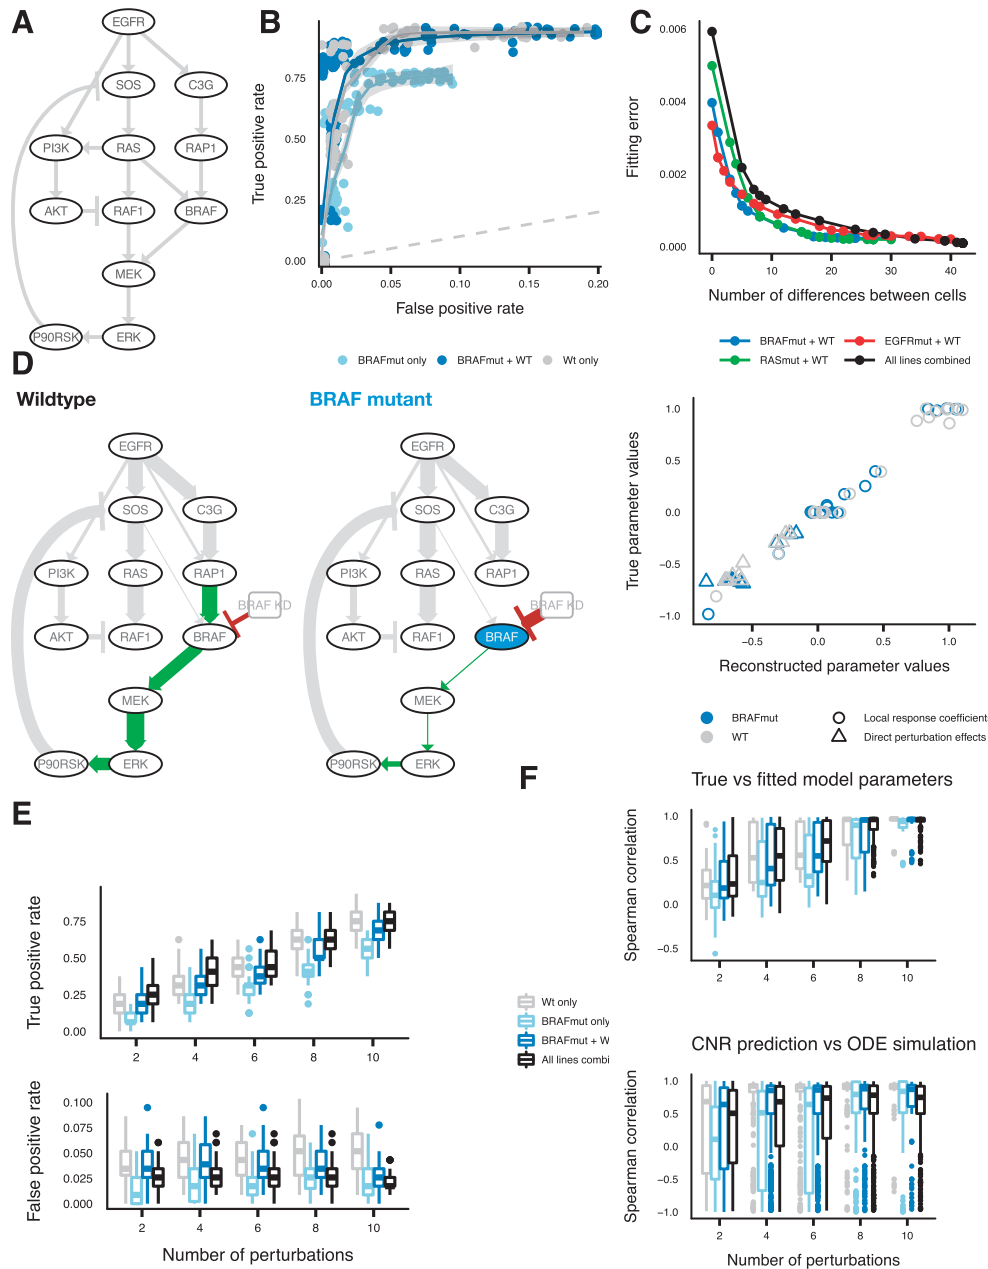 A
EGFR
SOS
C3G
PI3K
RAS
RAP1
AKT
RAF1
BRAF
MEK
P90RSK
ERK
B
True positive rate
0.75
0.50
0.25
0.00
0.00
0.05
0.10
0.15
0.20
False positive rate
BRAFmut only
BRAFmut + WT
Wt only
C
Fitting error
0.006
0.004
0.002
0.000
0
10
20
30
40
Number of differences between cells
BRAFmut + WT
EGFRmut + WT
RASmut + WT
All lines combined
D
Wildtype
EGFR
SOS
C3G
PI3K
RAS
RAP1
BRAF KD
AKT
RAF1
BRAF
MEK
P90RSK
ERK
BRAF mutant
EGFR
SOS
C3G
PI3K
RAS
RAP1
BRAF KD
AKT
RAF1
BRAF
MEK
P90RSK
ERK
True parameter values
1.0
0.5
0.0
−0.5
−1.0
−0.5
0.0
0.5
1.0
Reconstructed parameter values
BRAFmut
WT
Local response coefficient
Direct perturbation effects
E
True positive rate
0.75
0.50
0.25
0.00
2
4
6
8
10
False positive rate
0.100
0.075
0.050
0.025
0.000
2
4
6
8
10
Number of perturbations
Wt only
BRAFmut only
BRAFmut + W
All lines combi
F
True vs fitted model parameters
Spearman correlation
1.0
0.5
0.0
−0.5
2
4
6
8
10
CNR prediction vs ODE simulation
Spearman correlation
1.0
0.5
0.0
−0.5
−1.0
2
4
6
8
10
Number of perturbations